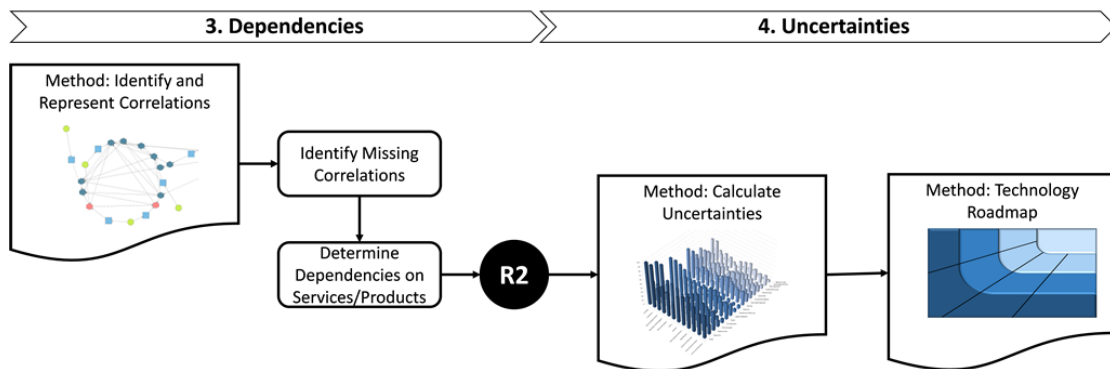 3. Dependencies
4. Uncertainties
Method: Identify and
Represent Correlations
Identify Missing
Correlations
Determine
Dependencies on
Services/Products
R2
Method: Calculate
Uncertainties
Method: Technology
Roadmap